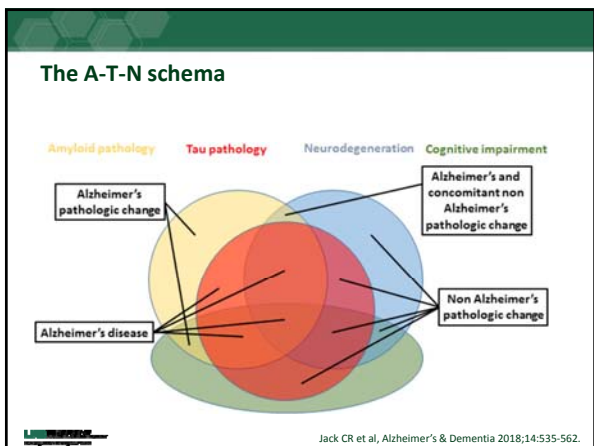 The A-T-N schema
Amyloid pathology Tau pathology Neurodegeneration Cognitive impairment
Alzheimer's
pathologic change
Alzheimer's and
concomitant non
Alzheimer's
pathologic change
Alzheimer's disease
Non Alzheimer's
pathologic change
Jack CR et al, Alzheimer's & Dementia 2018;14:535-562.